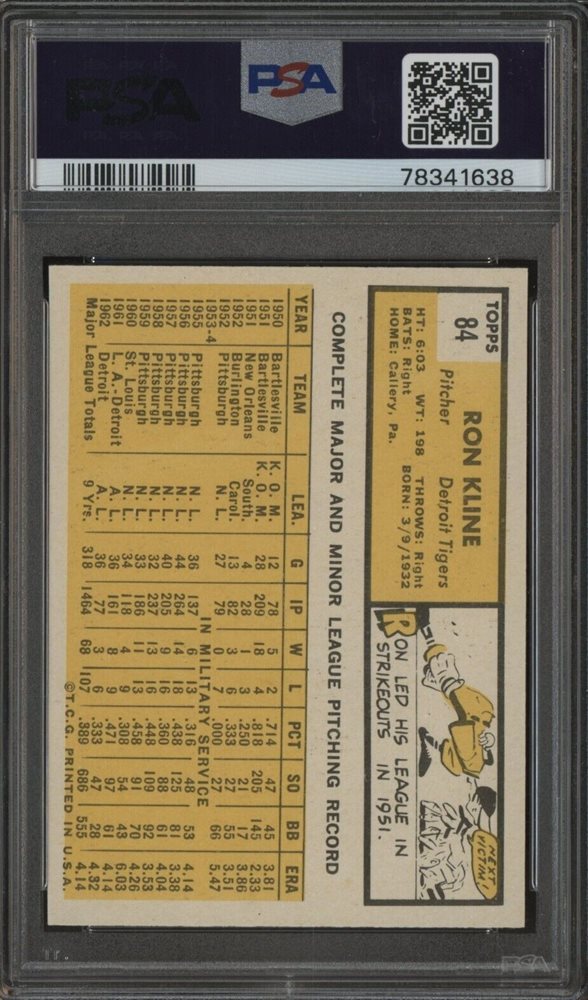 PSA
PSA
78341638
TOPPS
84
RON KLINE
Pitcher Detroit Tigers
HT: 6:03 WT: 198 THROWS: Right
BATS: Right BORN: 3/9/1932
HOME: Callery, Pa.
NEXT VICTIM!
RON LED HIS LEAGUE IN
STRIKEOUTS IN 1951.
COMPLETE MAJOR AND MINOR LEAGUE PITCHING RECORD
YEAR TEAM LEA. G IP W L PCT SO BB ERA
1950 Bartlesville K. O. M. 12 78 5 2 .714 47 45 3.81
1951 Bartlesville K. O. M. 28 209 18 4 .818 205 145 2.33
1951 New Orleans South. 4 28 1 3 .250 21 17 3.86
1952 Burlington Carol. 13 82 3 6 .333 27 55 3.51
1952 Pittsburgh N. L. 27 79 0 7 .000 27 66 5.47
1953-4 IN MILITARY SERVICE
1955 Pittsburgh N. L. 36 137 6 13 .316 48 53 4.14
1956 Pittsburgh N. L. 44 264 14 18 .438 125 81 3.38
1957 Pittsburgh N. L. 40 205 9 16 .360 88 61 4.04
1958 Pittsburgh N. L. 32 237 13 16 .448 109 92 3.53
1959 Pittsburgh N. L. 33 186 11 13 .458 91 70 4.26
1960 St. Louis N. L. 34 118 4 9 .308 54 43 6.03
1961 L. A.-Detroit A. L. 36 161 8 9 .471 97 61 4.14
1962 Detroit A. L. 36 77 3 6 .333 47 28 4.32
Major League Totals 9 Yrs. 318 1464 68 107 .389 686 555 4.14
©T.C.G. PRINTED IN U.S.A.
PSA